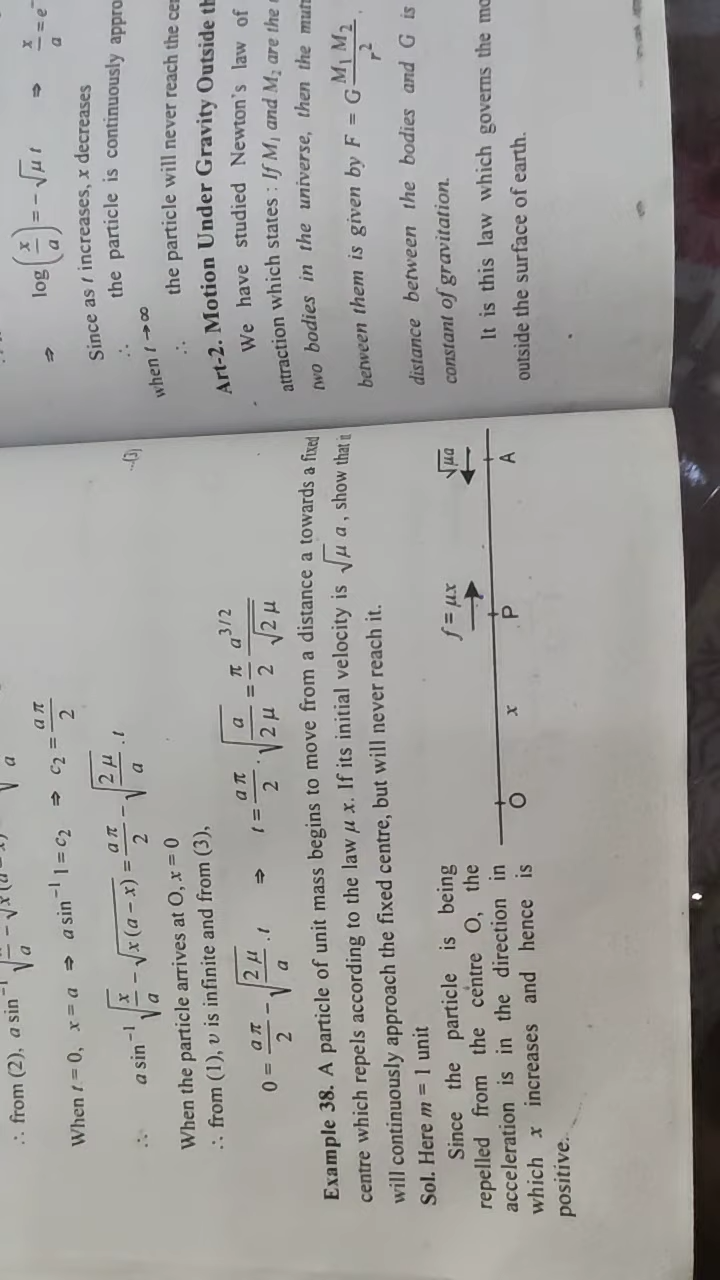 ∴ from (2), a sin⁻¹ √(x/a) − √x(a − x)
When t = 0, x = a ⇒ a sin⁻¹ 1 = c₂ ⇒ c₂ = aπ/2
∴ a sin⁻¹ √(x/a) − √(x(a − x)) = aπ/2 − √(2μ/a) . t ...(3)
When the particle arrives at O, x = 0
∴ from (1), υ is infinite and from (3),
0 = aπ/2 − √(2μ/a) . t ⇒ t = aπ/2 . √(a/2μ) = π/2 a^(3/2)/√(2μ)
Example 38. A particle of unit mass begins to move from a distance a towards a fixed
centre which repels according to the law μ x. If its initial velocity is √μ a, show that it
will continuously approach the fixed centre, but will never reach it.
Sol. Here m = 1 unit
Since the particle is being
repelled from the centre O, the
acceleration is in the direction in
which x increases and hence is
positive.
f = μx
√μa
O x P A
⇒ log(x/a) = − √μ t ⇒ x/a = e⁻
Since as t increases, x decreases
∴ the particle is continuously appro
when t → ∞
∴ the particle will never reach the ce
Art-2. Motion Under Gravity Outside th
We have studied Newton's law of
attraction which states : If M₁ and M₂ are the
two bodies in the universe, then the mut
between them is given by F = G M₁ M₂/r² .
distance between the bodies and G is
constant of gravitation.
It is this law which governs the mo
outside the surface of earth.